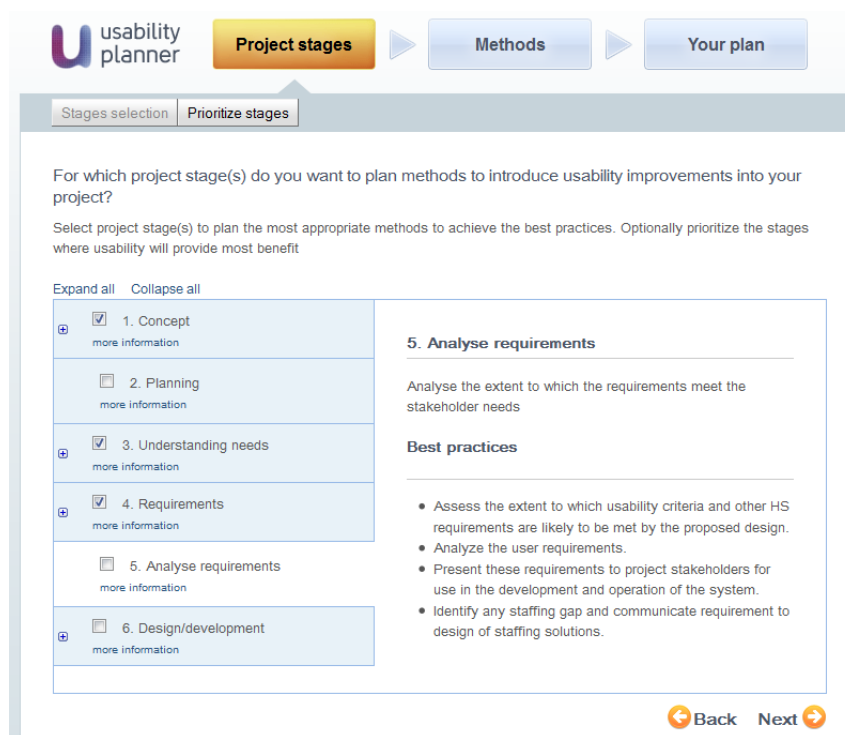 usability
planner
Project stages
Methods
Your plan
Stages selection
Prioritize stages
For which project stage(s) do you want to plan methods to introduce usability improvements into your
project?
Select project stage(s) to plan the most appropriate methods to achieve the best practices. Optionally prioritize the stages
where usability will provide most benefit
Expand all Collapse all
1. Concept
more information
2. Planning
more information
3. Understanding needs
more information
4. Requirements
more information
5. Analyse requirements
more information
6. Design/development
more information
5. Analyse requirements
Analyse the extent to which the requirements meet the
stakeholder needs
Best practices
• Assess the extent to which usability criteria and other HS
requirements are likely to be met by the proposed design.
• Analyze the user requirements.
• Present these requirements to project stakeholders for
use in the development and operation of the system.
• Identify any staffing gap and communicate requirement to
design of staffing solutions.
Back Next